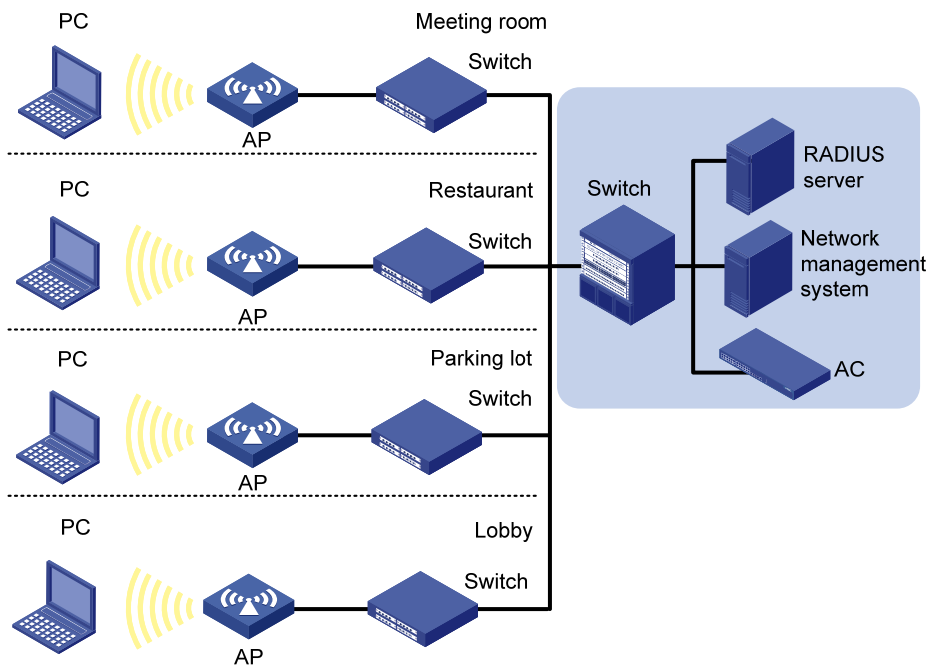 PC
Meeting room
Switch
AP
PC
Restaurant
Switch
AP
PC
Parking lot
Switch
AP
PC
Lobby
Switch
AP
Switch
RADIUS
server
Network
management
system
AC